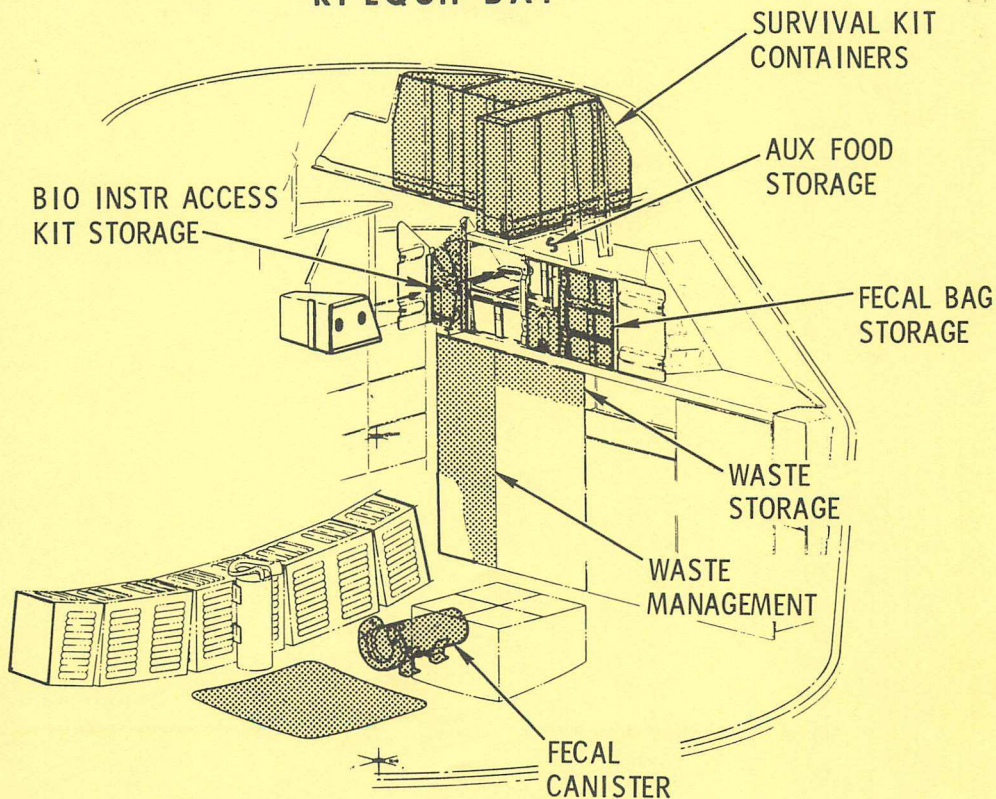 SURVIVAL KIT
CONTAINERS
AUX FOOD
STORAGE
BIO INSTR ACCESS
KIT STORAGE
FECAL BAG
STORAGE
WASTE
STORAGE
WASTE
MANAGEMENT
FECAL
CANISTER